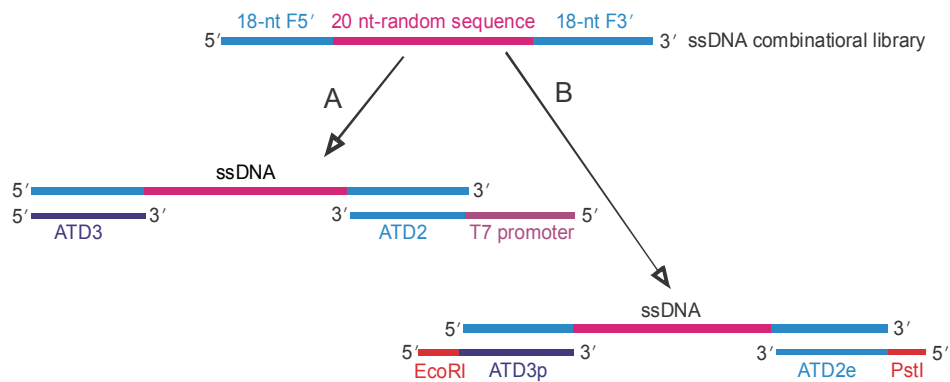 18-nt F5′ 20 nt-random sequence 18-nt F3′
5′ 3′ ssDNA combinational library
A B
ssDNA
5′ 3′
5′ 3′ 3′ 5′
ATD3 ATD2 T7 promoter
ssDNA
5′ 3′
5′ 3′ 3′ 5′
EcoRI ATD3p ATD2e PstI